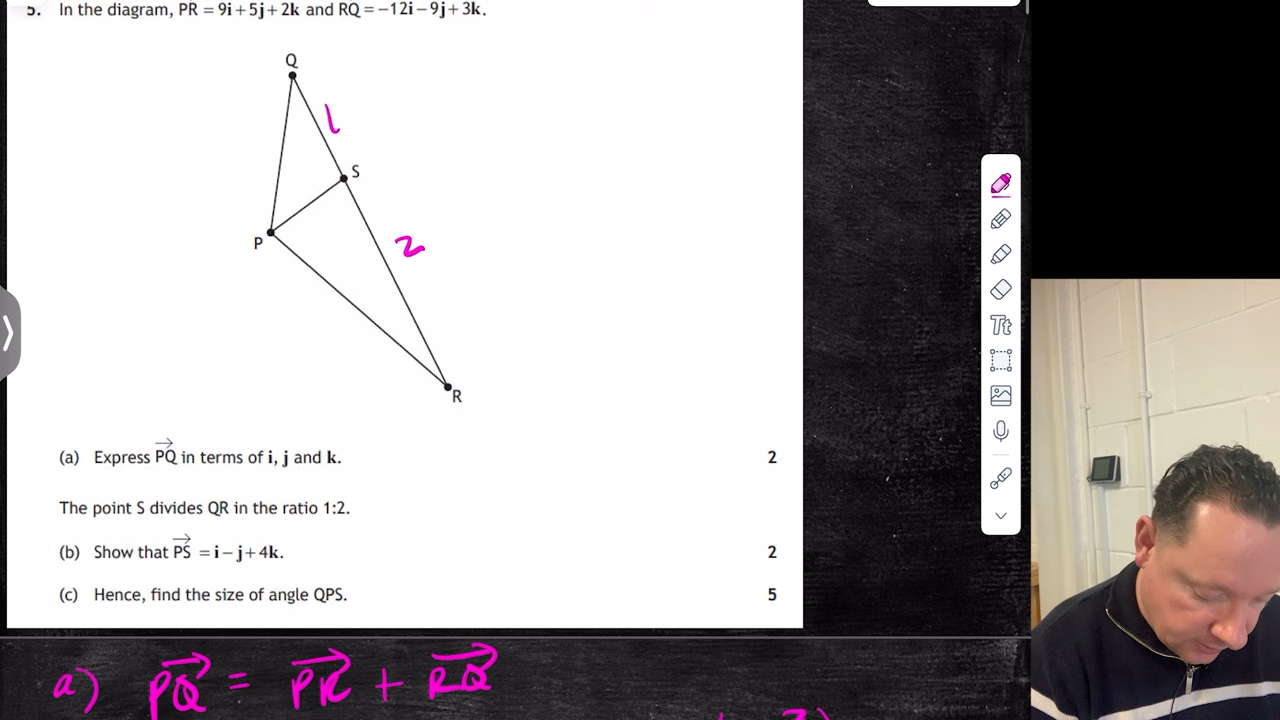 5. In the diagram, PR = 9i + 5j + 2k and RQ = −12i − 9j + 3k.
Q
1
S
2
P
R
(a) Express PQ in terms of i, j and k. 2
The point S divides QR in the ratio 1:2.
(b) Show that PS = i − j + 4k. 2
(c) Hence, find the size of angle QPS. 5
Tt
a) PQ = PR + RQ